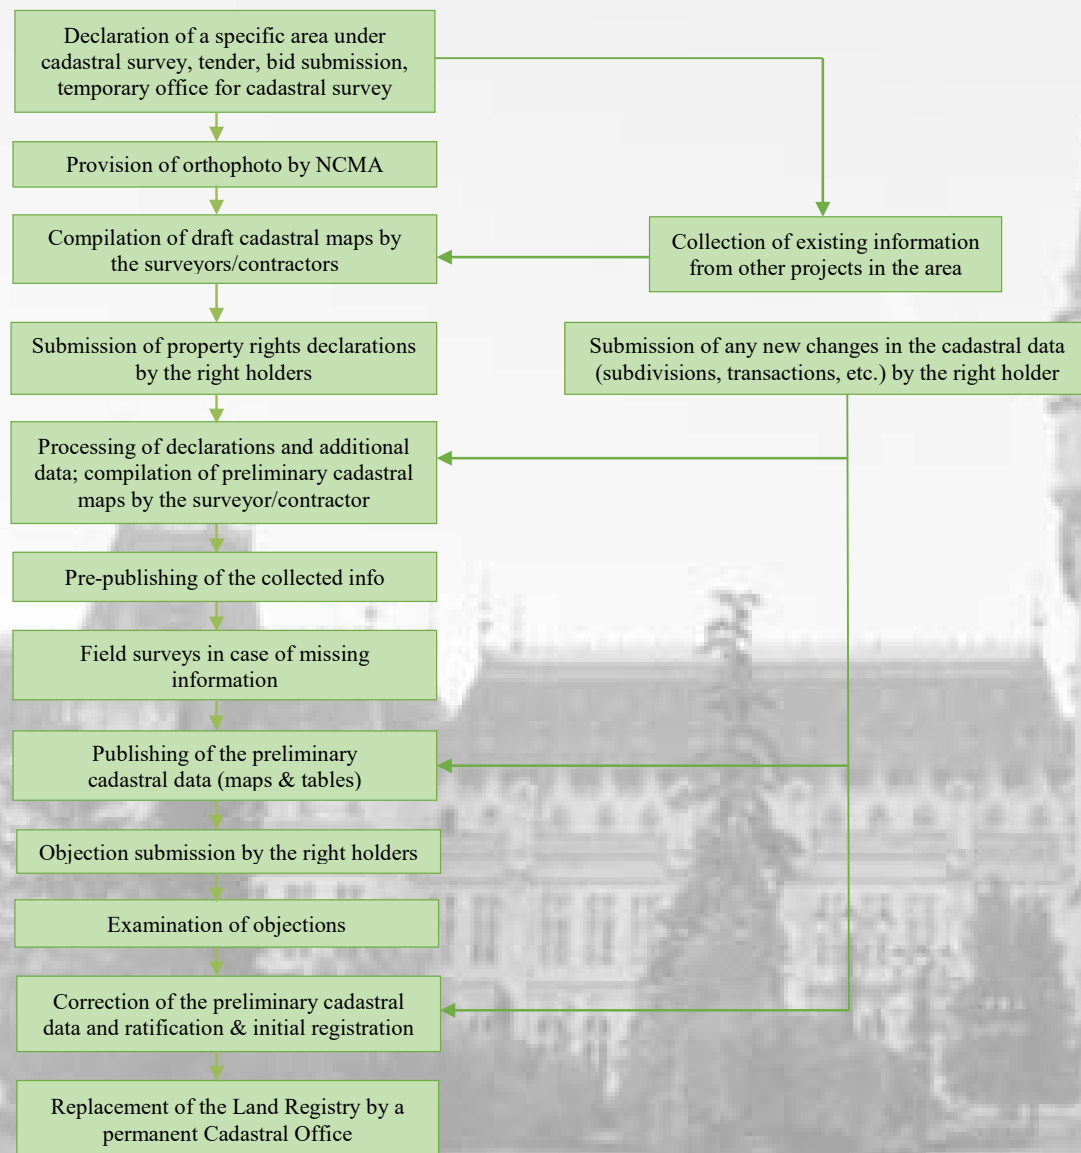 Declaration of a specific area under
cadastral survey, tender, bid submission,
temporary office for cadastral survey
Provision of orthophoto by NCMA
Compilation of draft cadastral maps by
the surveyors/contractors
Collection of existing information
from other projects in the area
Submission of property rights declarations
by the right holders
Submission of any new changes in the cadastral data
(subdivisions, transactions, etc.) by the right holder
Processing of declarations and additional
data; compilation of preliminary cadastral
maps by the surveyor/contractor
Pre-publishing of the collected info
Field surveys in case of missing
information
Publishing of the preliminary
cadastral data (maps & tables)
Objection submission by the right holders
Examination of objections
Correction of the preliminary cadastral
data and ratification & initial registration
Replacement of the Land Registry by a
permanent Cadastral Office